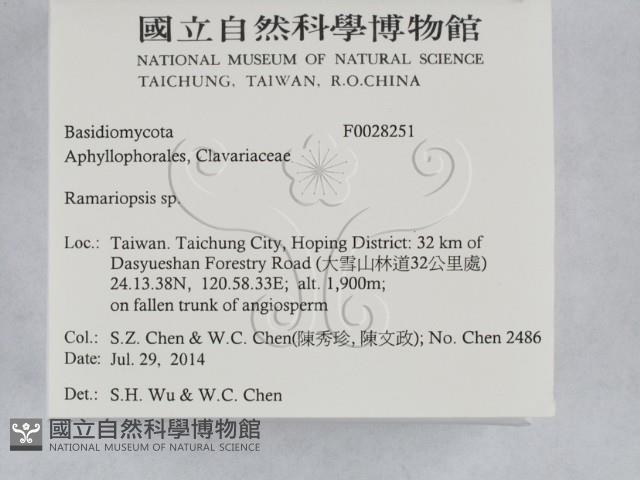 國立自然科學博物館
NATIONAL MUSEUM OF NATURAL SCIENCE
TAICHUNG, TAIWAN, R.O.CHINA
Basidiomycota F0028251
Aphyllophorales, Clavariaceae
Ramariopsis sp.
Loc.: Taiwan. Taichung City, Hoping District: 32 km of
Dasyueshan Forestry Road (大雪山林道32公里處)
24.13.38N, 120.58.33E; alt. 1,900m;
on fallen trunk of angiosperm
Col.: S.Z. Chen & W.C. Chen(陳秀珍, 陳文政); No. Chen 2486
Date: Jul. 29, 2014
Det.: S.H. Wu & W.C. Chen
國立自然科學博物館
NATIONAL MUSEUM OF NATURAL SCIENCE